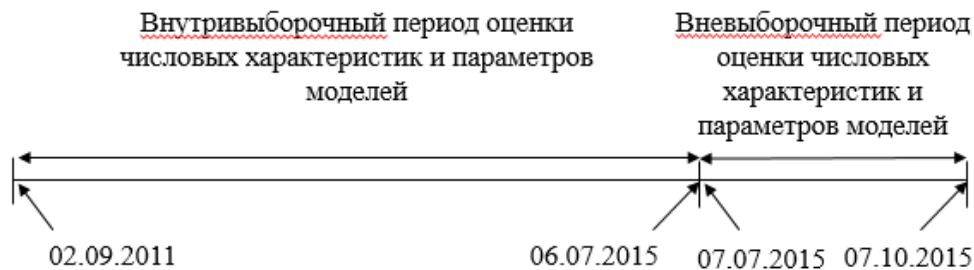 Внутривыборочный период оценки
числовых характеристик и параметров
моделей
Вневыборочный период
оценки числовых
характеристик и
параметров моделей
02.09.2011
06.07.2015
07.07.2015
07.10.2015